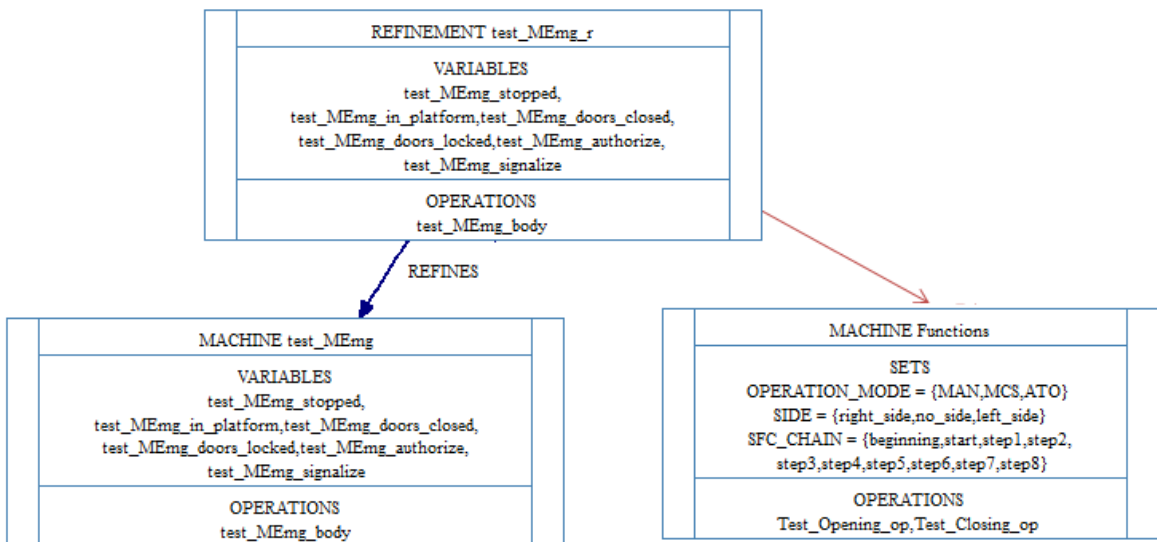 REFINEMENT test_MEmg_r
VARIABLES
test_MEmg_stopped,
test_MEmg_in_platform,test_MEmg_doors_closed,
test_MEmg_doors_locked,test_MEmg_authorize,
test_MEmg_signalize
OPERATIONS
test_MEmg_body
REFINES
MACHINE test_MEmg
VARIABLES
test_MEmg_stopped,
test_MEmg_in_platform,test_MEmg_doors_closed,
test_MEmg_doors_locked,test_MEmg_authorize,
test_MEmg_signalize
OPERATIONS
test_MEmg_body
MACHINE Functions
SETS
OPERATION_MODE = {MAN,MCS,ATO}
SIDE = {right_side,no_side,left_side}
SFC_CHAIN = {beginning,start,step1,step2,
step3,step4,step5,step6,step7,step8}
OPERATIONS
Test_Opening_op,Test_Closing_op